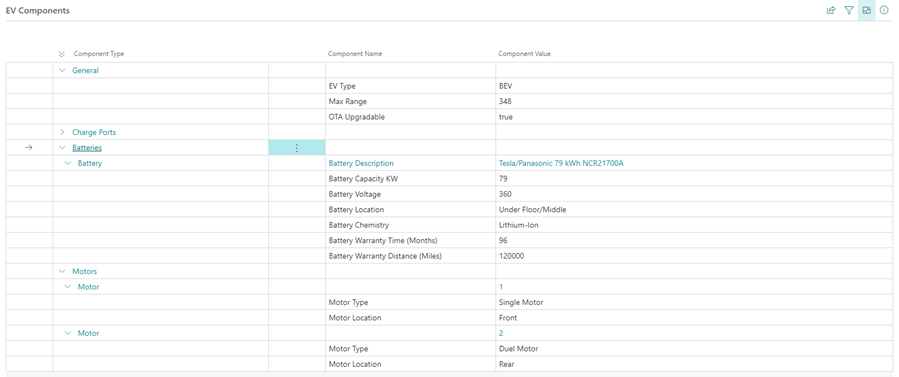 EV Components
Component Type Component Name Component Value
General
EV Type BEV
Max Range 348
OTA Upgradable true
Charge Ports
Batteries
Battery Battery Description Tesla/Panasonic 79 kWh NCR21700A
Battery Capacity KW 79
Battery Voltage 360
Battery Location Under Floor/Middle
Battery Chemistry Lithium-Ion
Battery Warranty Time (Months) 96
Battery Warranty Distance (Miles) 120000
Motors
Motor 1
Motor Type Single Motor
Motor Location Front
Motor 2
Motor Type Duel Motor
Motor Location Rear